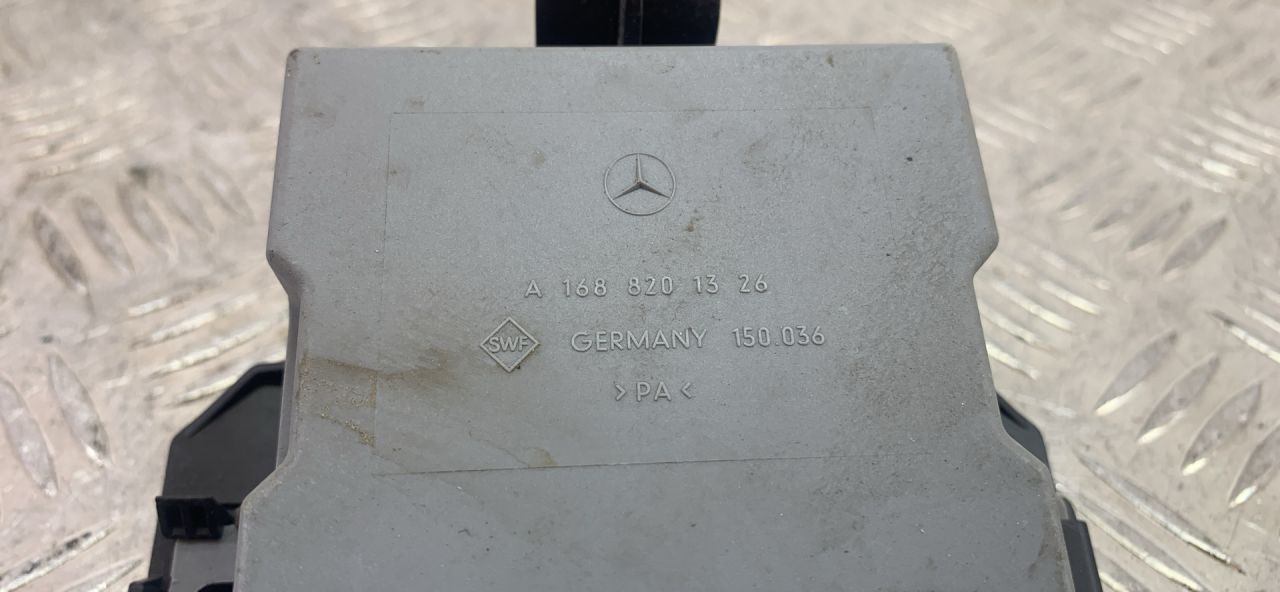 A 168 820 13 26
SWF GERMANY 150.036
>PA<